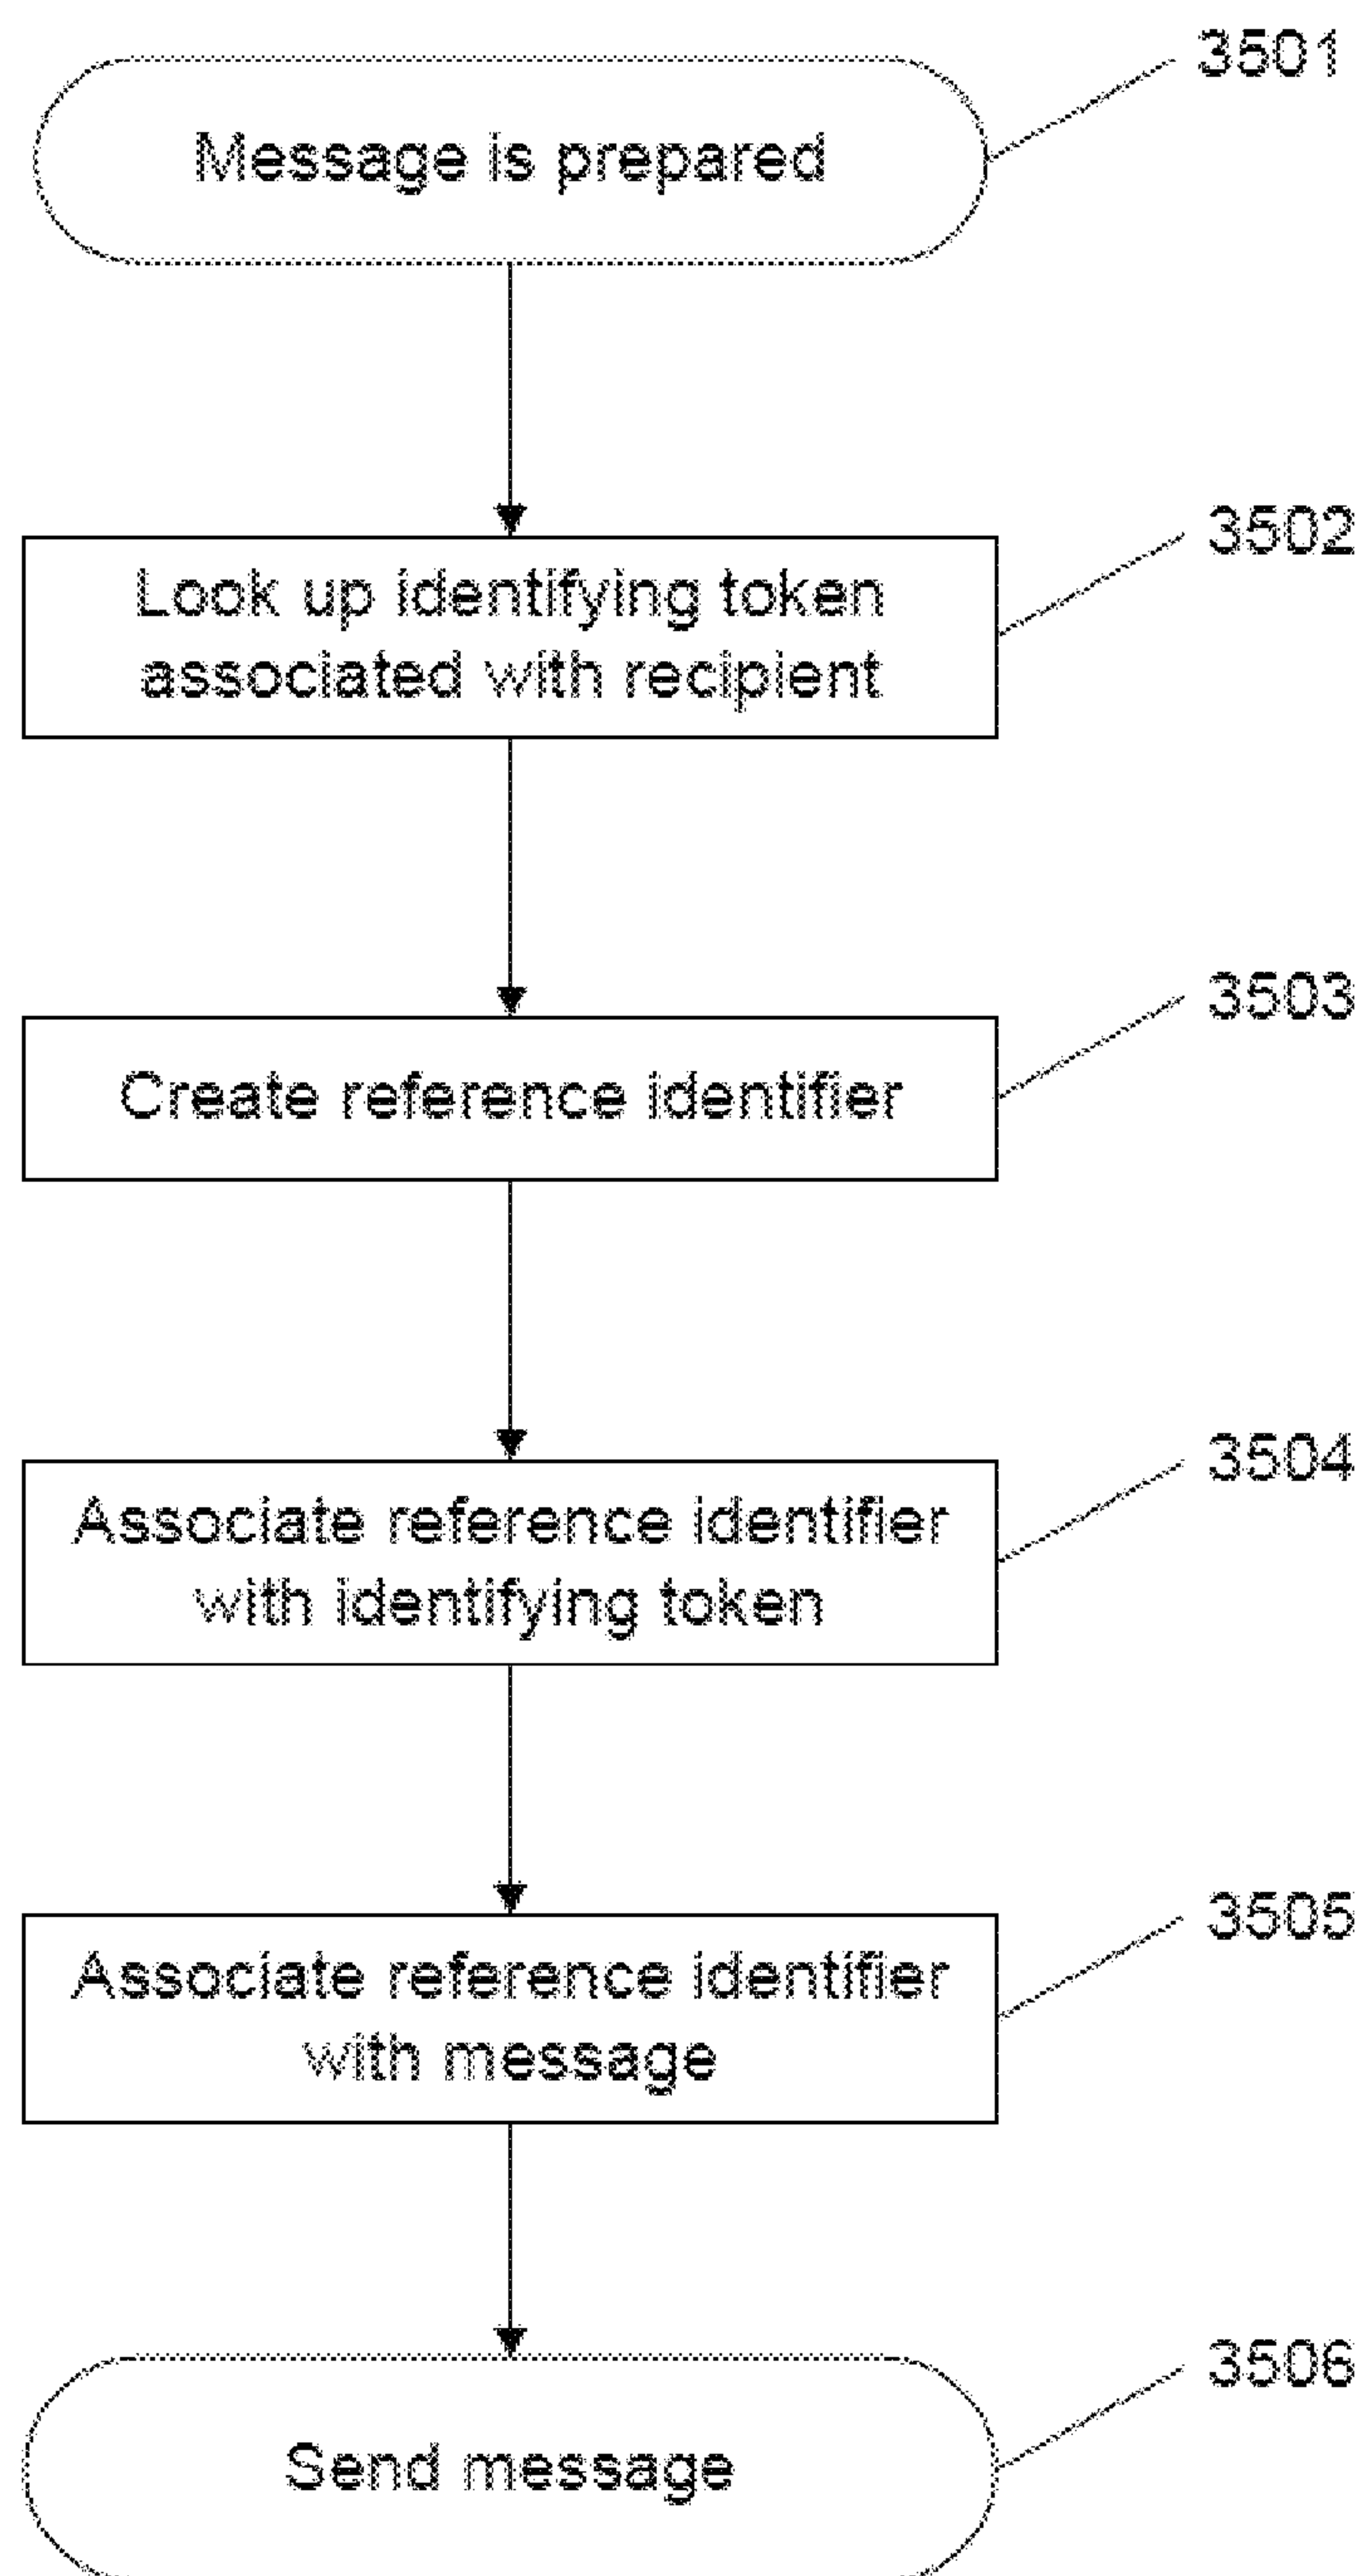 3501
Message is prepared
3502
Look up identifying token
associated with recipient
3503
Create reference identifier
3504
Associate reference identifier
with identifying token
3505
Associate reference identifier
with message
3506
Send message